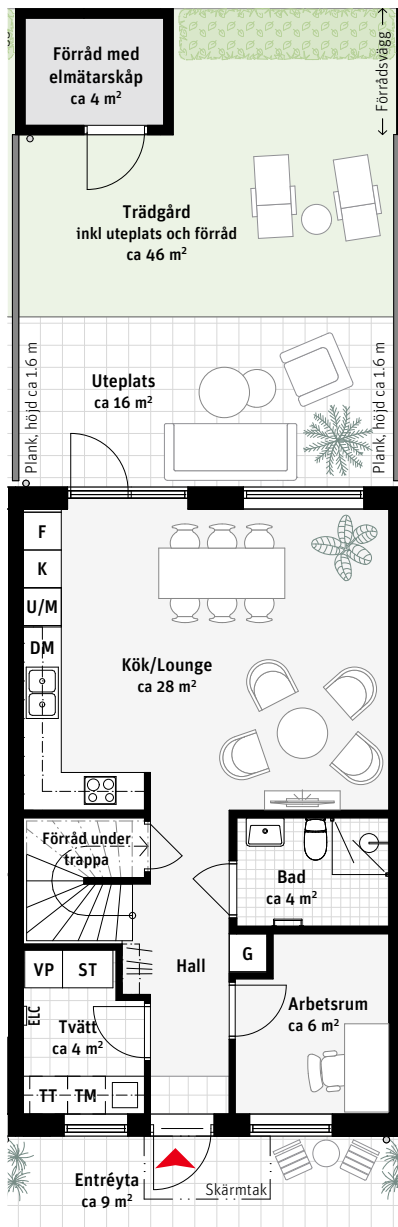 Förråd med
elmätarskåp
ca 4 m²
Förrådsvägg
Trädgård
inkl uteplats och förråd
ca 46 m²
Plank, höjd ca 1.6 m
Plank, höjd ca 1.6 m
Uteplats
ca 16 m²
F
K
U/M
DM
Kök/Lounge
ca 28 m²
Förråd under
trappa
Bad
ca 4 m²
Hall
G
VP
ST
ELC
Tvätt
ca 4 m²
Arbetsrum
ca 6 m²
TT
TM
Entréyta
ca 9 m²
Skärmtak